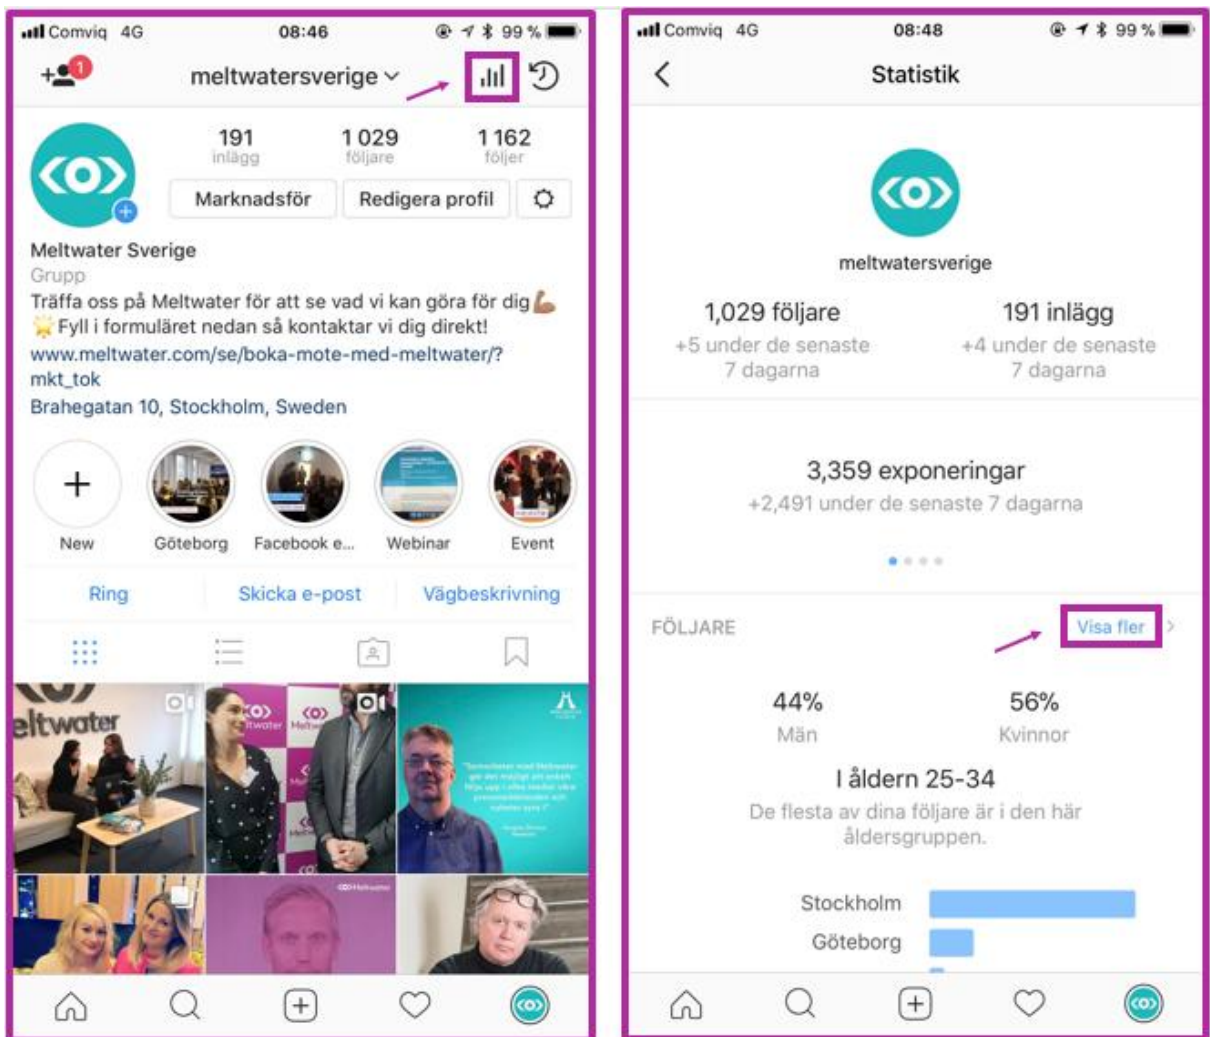 Comviq 4G 08:46 99 %
1
meltwatersverige
191 1 029 1 162
inlägg följare följer
Marknadsför Redigera profil
Meltwater Sverige
Grupp
Träffa oss på Meltwater för att se vad vi kan göra för dig
Fyll i formuläret nedan så kontaktar vi dig direkt!
www.meltwater.com/se/boka-mote-med-meltwater/?
mkt_tok
Brahegatan 10, Stockholm, Sweden
New Göteborg Facebook e... Webinar Event
Ring Skicka e-post Vägbeskrivning
eltwater
Meltwater
Comviq 4G 08:48 99 %
Statistik
meltwatersverige
1,029 följare 191 inlägg
+5 under de senaste +4 under de senaste
7 dagarna 7 dagarna
3,359 exponeringar
+2,491 under de senaste 7 dagarna
FÖLJARE Visa fler
44% 56%
Män Kvinnor
I åldern 25-34
De flesta av dina följare är i den här
åldersgruppen.
Stockholm
Göteborg